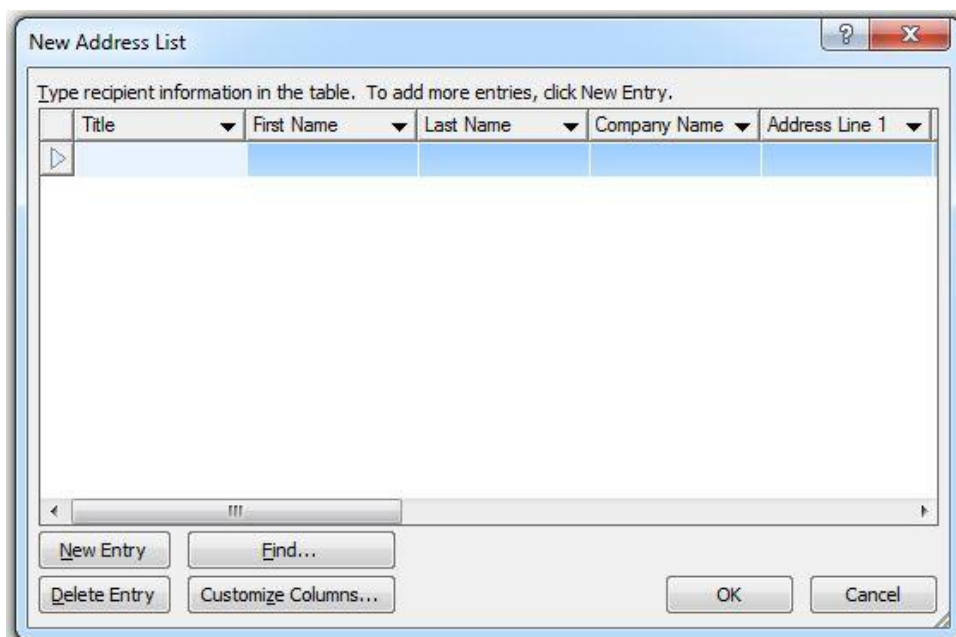 New Address List
Type recipient information in the table. To add more entries, click New Entry.
Title First Name Last Name Company Name Address Line 1
New Entry Find...
Delete Entry Customize Columns... OK Cancel